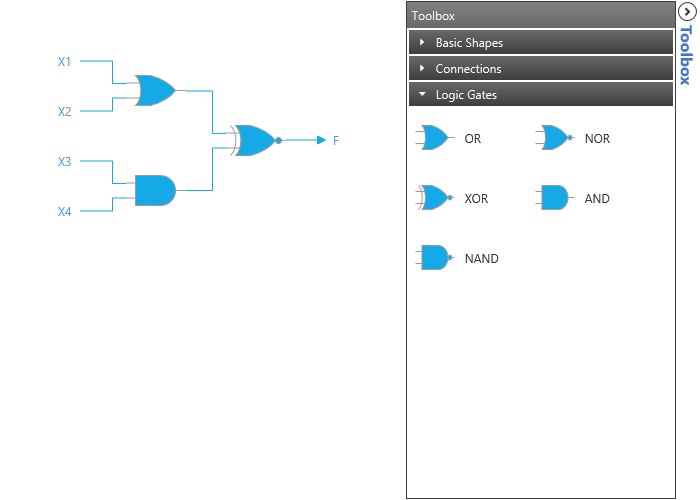 X1
X2
X3
X4
F
Toolbox
Basic Shapes
Connections
Logic Gates
OR
NOR
XOR
AND
NAND
Toolbox